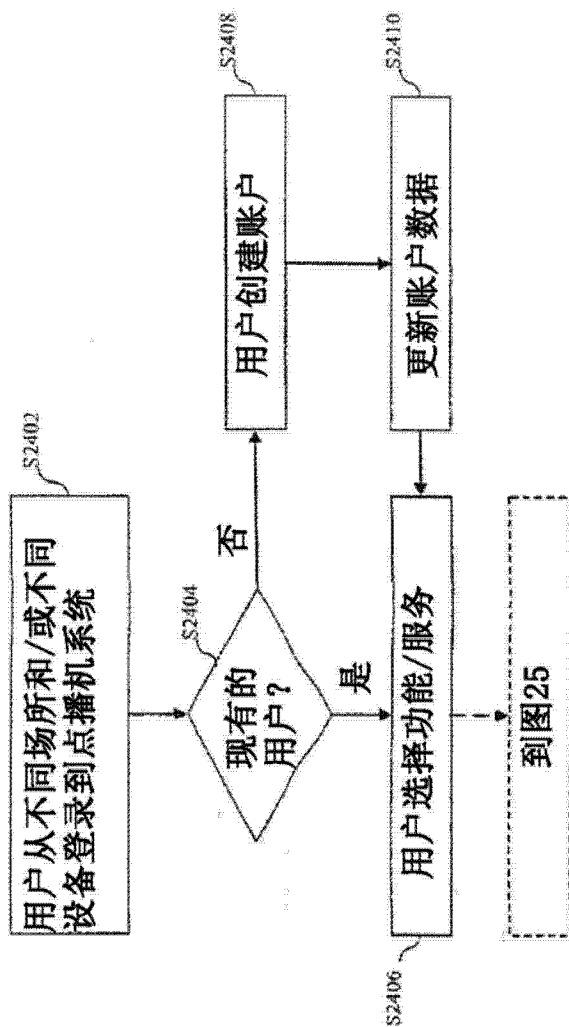 用户从不同场所和/或不同
设备登录到点播机系统
S2402
现有的
用户?
S2404
否
用户创建账户
S2408
更新账户数据
S2410
是
用户选择功能/服务
S2406
到图25